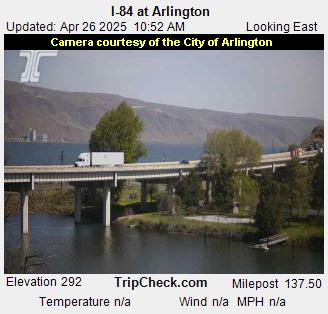 I-84 at Arlington
Updated: Apr 26 2025 10:52 AM Looking East
Camera courtesy of the City of Arlington
Elevation 292 TripCheck.com Milepost 137.50
Temperature n/a Wind n/a MPH n/a